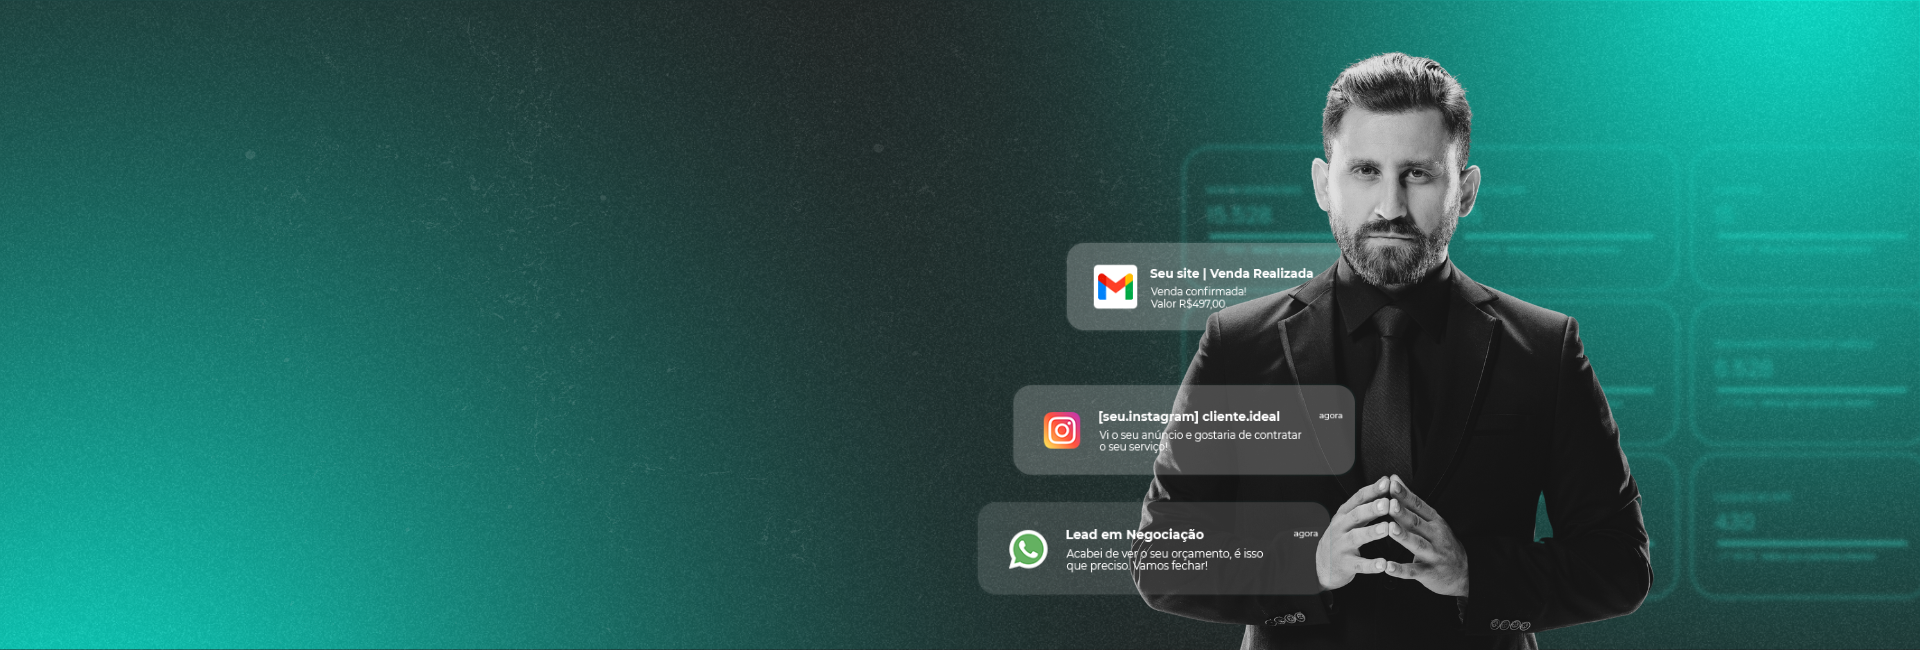 Seu site | Venda Realizada
Venda confirmada!
Valor R$497,00
[seu.instagram] cliente.ideal
agora
Vi o seu anúncio e gostaria de contratar
o seu serviço!
Lead em Negociação
agora
Acabei de ver o seu orçamento, é isso
que preciso. Vamos fechar!